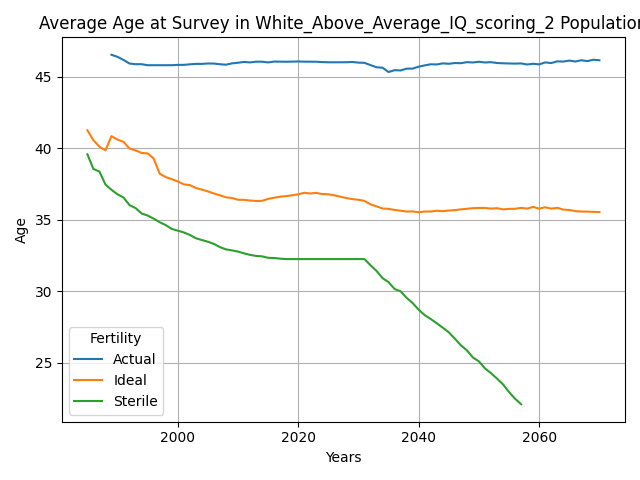 Average Age at Survey in White_Above_Average_IQ_scoring_2 Population
Age
45
40
35
30
25
Fertility
Actual
Ideal
Sterile
2000 2020 2040 2060
Years